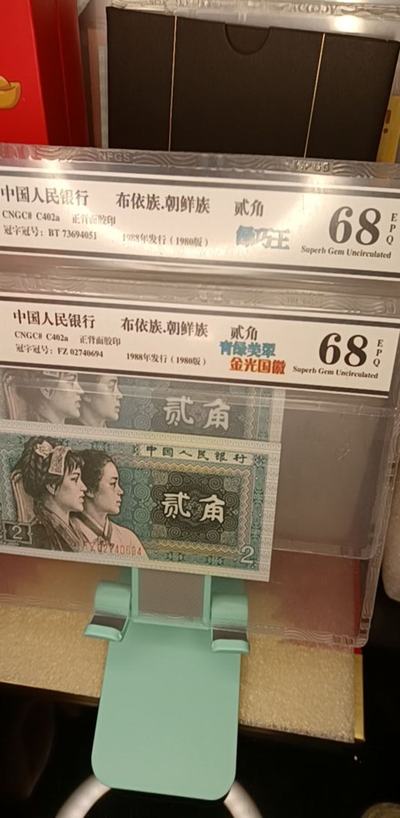 NFGS
中国人民银行 布依族.朝鲜族 贰角
CNGC# C402a 正背面胶印
冠字冠号: BT 73694051 1988年发行 (1980版)
68 EPQ
Superb Gem Uncirculated
中国人民银行 布依族.朝鲜族 贰角
CNGC# C402a 正背面胶印
冠字冠号: FZ 02740694 1988年发行 (1980版)
青绿美翠
金光国徽
68 EPQ
Superb Gem Uncirculated
贰角
中国人民银行
贰角
2
FZ02740694
2